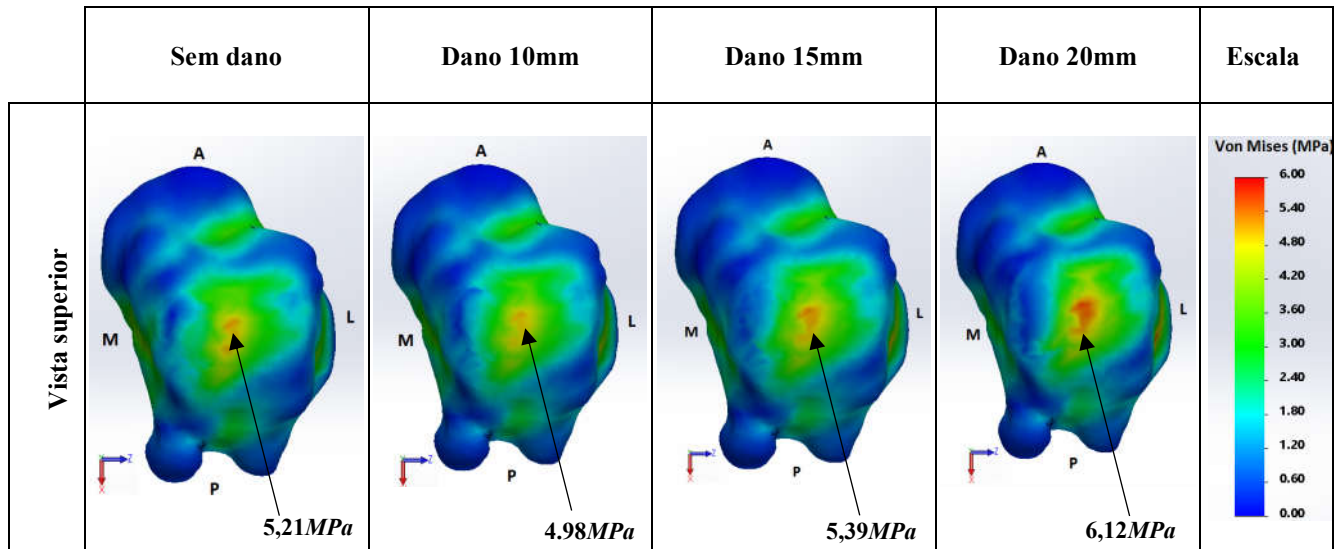 Sem dano
Dano 10mm
Dano 15mm
Dano 20mm
Escala
Vista superior
A
M
L
P
Z
X
5,21MPa
A
M
L
P
Z
X
4.98MPa
A
M
L
P
Z
X
5,39MPa
A
M
L
P
Z
X
6,12MPa
Von Mises (MPa)
6.00
5.40
4.80
4.20
3.60
3.00
2.40
1.80
1.20
0.60
0.00